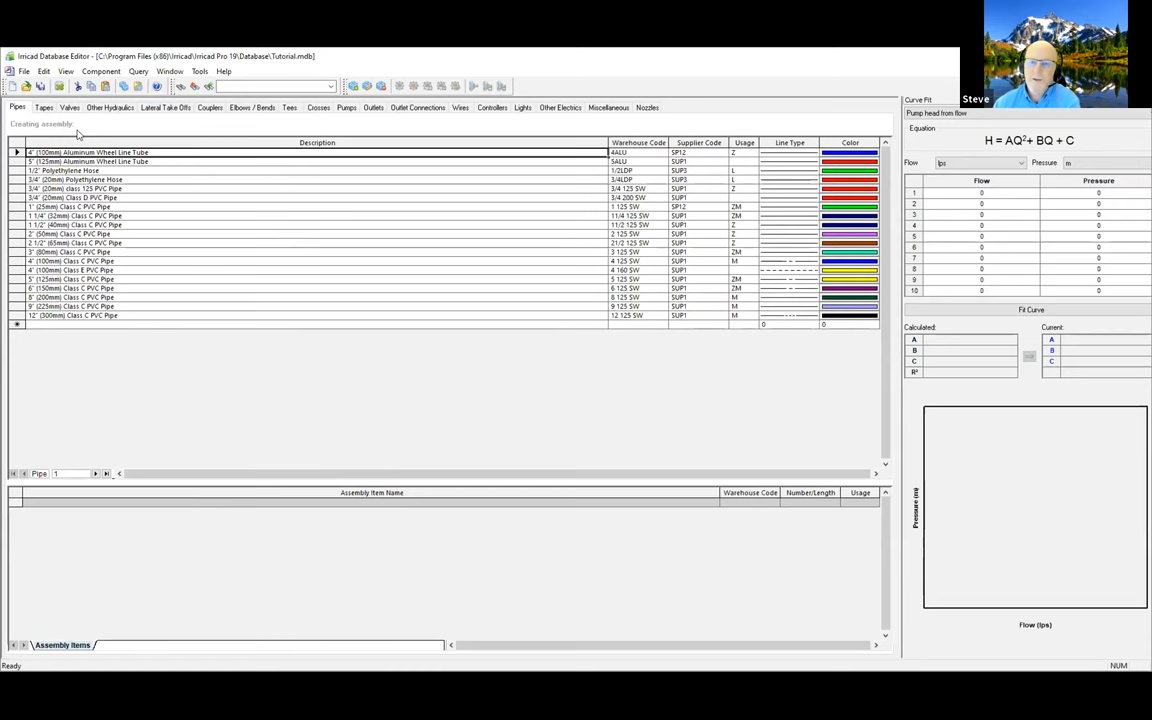 Irricad Database Editor - [C:\Program Files (x86)\Irricad\Irricad Pro 19\Database\Tutorial.mdb]
File Edit View Component Query Window Tools Help
Pipes Tapes Valves Other Hydraulics Lateral Take Offs Couplers Elbows / Bends Tees Crosses Pumps Outlets Outlet Connections Wires Controllers Lights Other Electrics Miscellaneous Nozzles
Creating assembly:
Description Warehouse Code Supplier Code Usage Line Type Color
4" (100mm) Aluminum Wheel Line Tube 4ALU SP12 Z
5" (125mm) Aluminum Wheel Line Tube 5ALU SUP1
1/2" Polyethylene Hose 1/2LDP SUP3 L
3/4" (20mm) Polyethylene Hose 3/4LDP SUP3 L
3/4" (20mm) class 125 PVC Pipe 3/4 125 SW SUP1 Z
3/4" (20mm) Class D PVC Pipe 3/4 200 SW SUP1
1" (25mm) Class C PVC Pipe 1 125 SW SP12 ZM
1 1/4" (32mm) Class C PVC Pipe 11/4 125 SW SUP1 ZM
1 1/2" (40mm) Class C PVC Pipe 11/2 125 SW SUP1 Z
2" (50mm) Class C PVC Pipe 2 125 SW SUP1 Z
2 1/2" (65mm) Class C PVC Pipe 21/2 125 SW SUP1 Z
3" (80mm) Class C PVC Pipe 3 125 SW SUP1 ZM
4" (100mm) Class C PVC Pipe 4 125 SW SUP1 M
4" (100mm) Class E PVC Pipe 4 160 SW SUP1
5" (125mm) Class C PVC Pipe 5 125 SW SUP1 ZM
6" (150mm) Class C PVC Pipe 6 125 SW SUP1 ZM
8" (200mm) Class C PVC Pipe 8 125 SW SUP1 M
9" (225mm) Class C PVC Pipe 9 125 SW SUP1 M
12" (300mm) Class C PVC Pipe 12 125 SW SUP1 M
0 0
Pipe 1
Assembly Item Name Warehouse Code Number/Length Usage
Assembly Items
Ready
Steve
Curve Fit
Pump head from flow
Equation
H = AQ²+ BQ + C
Flow lps Pressure m
Flow Pressure
1 0 0
2 0 0
3 0 0
4 0 0
5 0 0
6 0 0
7 0 0
8 0 0
9 0 0
10 0 0
Fit Curve
Calculated: Current:
A A
B B
C C
R²
Pressure (m)
Flow (lps)
NUM